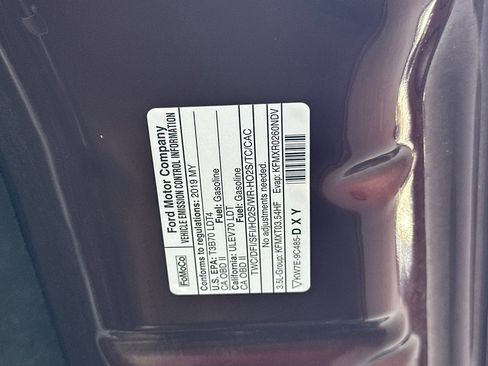 FoMoCo
Ford Motor Company
VEHICLE EMISSION CONTROL INFORMATION
Conforms to regulations: 2019 MY
U.S. EPA: T3B70 LDT4 Fuel: Gasoline
CA OBD II
California: ULEV70 LDT Fuel: Gasoline
CA OBD II
TWC/DFI/SFI/HO2S/WR-HO2S/TC/CAC
No adjustments needed.
3.5L-Group: KFMXT03.54HF Evap: KFMXR0260NDV
KW7E-9C485-DXY